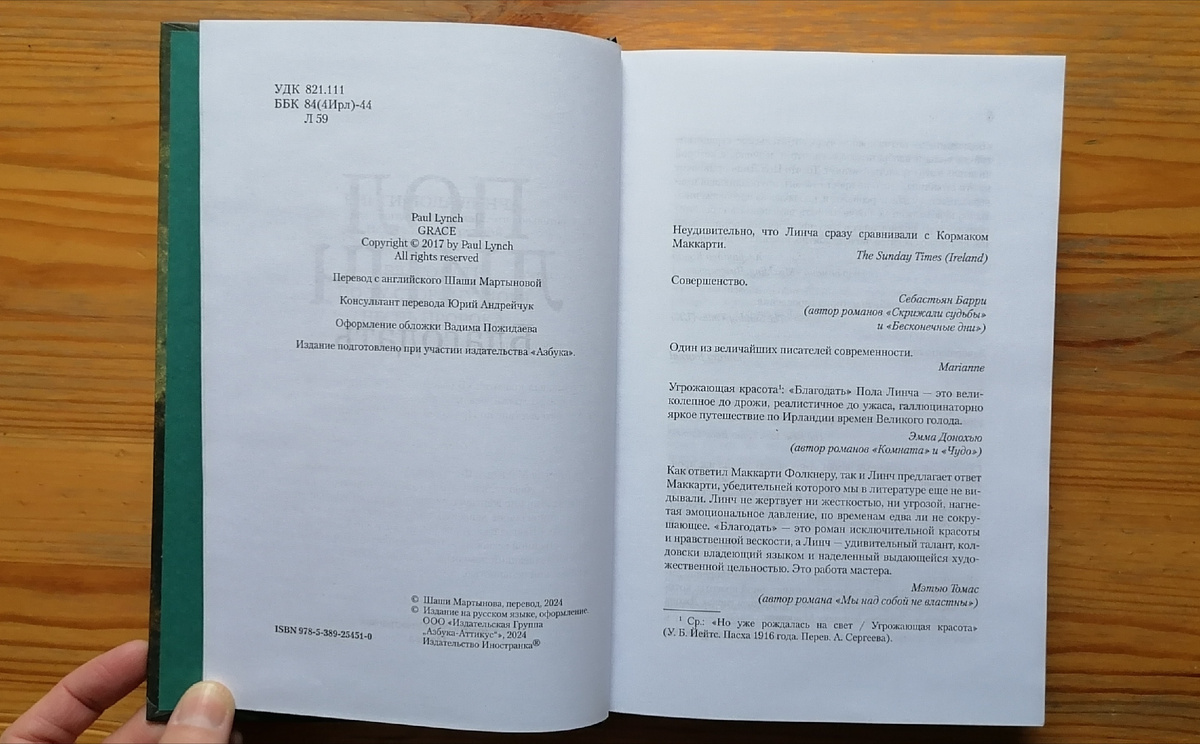 УДК 821.111
ББК 84(4Ирл)-44
Л 59
Paul Lynch
GRACE
Copyright © 2017 by Paul Lynch
All rights reserved
Перевод с английского Шаши Мартыновой
Консультант перевода Юрий Андрейчук
Оформление обложки Вадима Пожидаева
Издание подготовлено при участии издательства «Азбука».
© Шаши Мартынова, перевод, 2024
© Издание на русском языке, оформление.
ООО «Издательская Группа
„Азбука-Аттикус“», 2024
Издательство Иностранка®
ISBN 978-5-389-25451-0
Неудивительно, что Линча сразу сравнивали с Кормаком
Маккарти.
The Sunday Times (Ireland)
Совершенство.
Себастьян Барри
(автор романов «Скрижали судьбы»
и «Бесконечные дни»)
Один из величайших писателей современности.
Marianne
Угрожающая красота¹: «Благодать» Пола Линча — это вели-
колепное до дрожи, реалистичное до ужаса, галлюцинаторно
яркое путешествие по Ирландии времен Великого голода.
Эмма Донохью
(автор романов «Комната» и «Чудо»)
Как ответил Маккарти Фолкнеру, так и Линч предлагает ответ
Маккарти, убедительней которого мы в литературе еще не ви-
дывали. Линч не жертвует ни жесткостью, ни угрозой, нагне-
тая эмоциональное давление, по временам едва ли не сокру-
шающее. «Благодать» — это роман исключительной красоты
и нравственной вескости, а Линч — удивительный талант, кол-
довски владеющий языком и наделенный выдающейся худо-
жественной цельностью. Это работа мастера.
Мэтью Томас
(автор романа «Мы над собой не властны»)
¹ Ср.: «Но уже рождалась на свет / Угрожающая красота»
(У. Б. Йейтс. Пасха 1916 года. Перев. А. Сергеева).